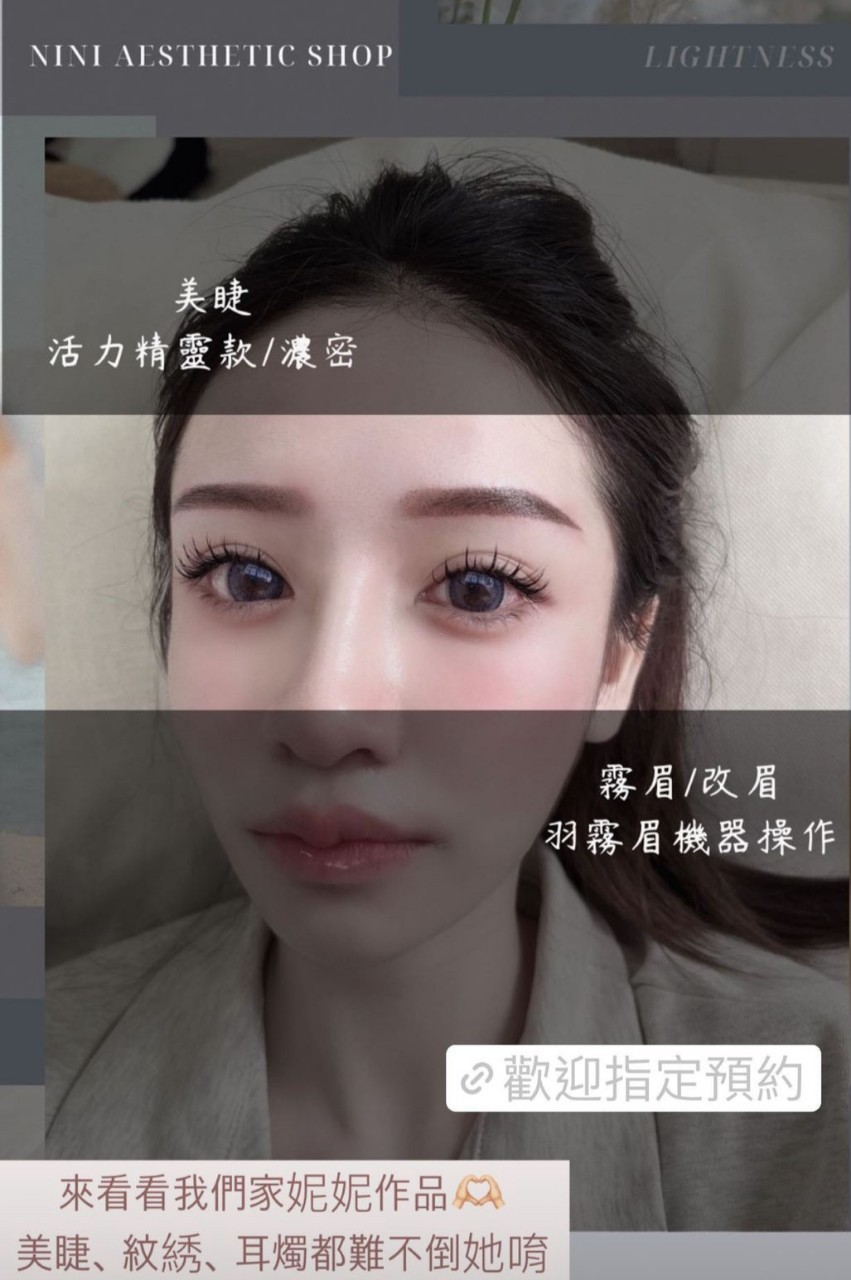 NINI AESTHETIC SHOP
LIGHTNESS
美睫
活力精靈款/濃密
霧眉/改眉
羽霧眉機器操作
歡迎指定預約
來看看我們家妮妮作品🫶🏻
美睫、紋綉、耳燭都難不倒她唷